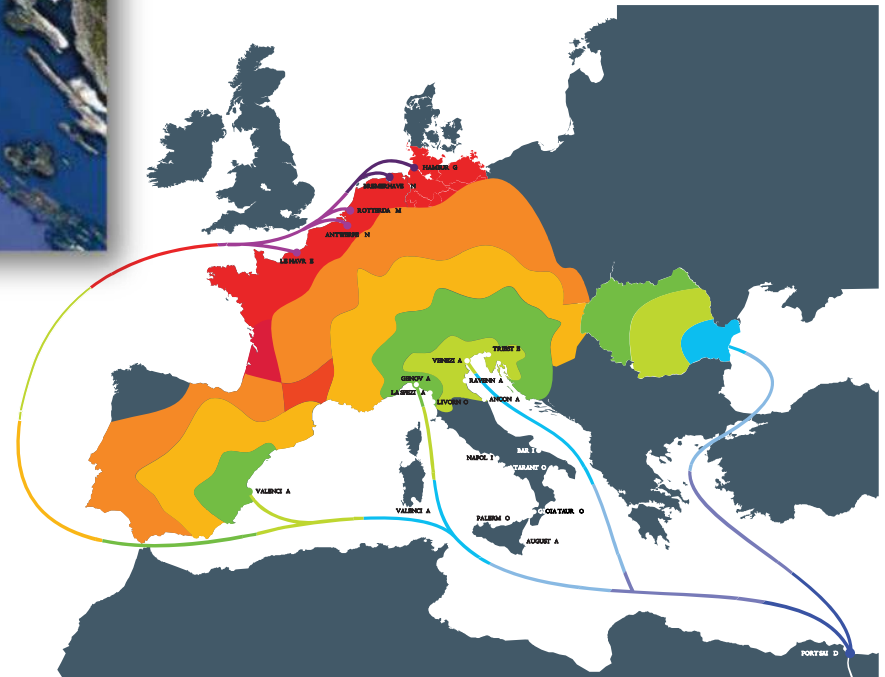 HAMBUR G
BREMERHAVE N
ROTTERDA M
ANTWERPE N
LE HAVR E
TRIEST E
VENEZI A
GENOV A
RAVENN A
LA SPEZI A
ANCON A
LIVORN O
BAR I
NAPOL I
TARANT O
VALENCI A
VALENCI A
GIOIA TAUR O
PALERM O
AUGUST A
PORT SAI D